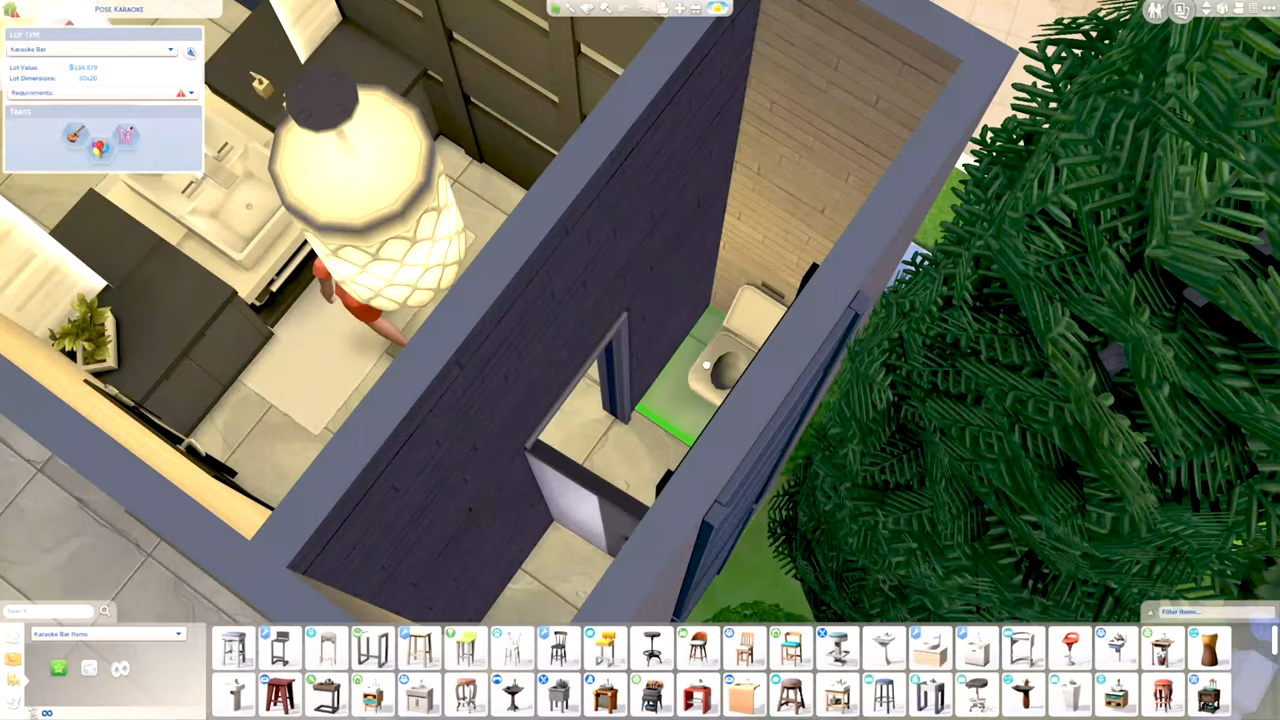 Pose Karaoke
Lot Type
Karaoke Bar
Lot Value: $134,579
Lot Dimensions: 30x20
Requirements:
Traits
Search
Filter Items...
Karaoke Bar Items